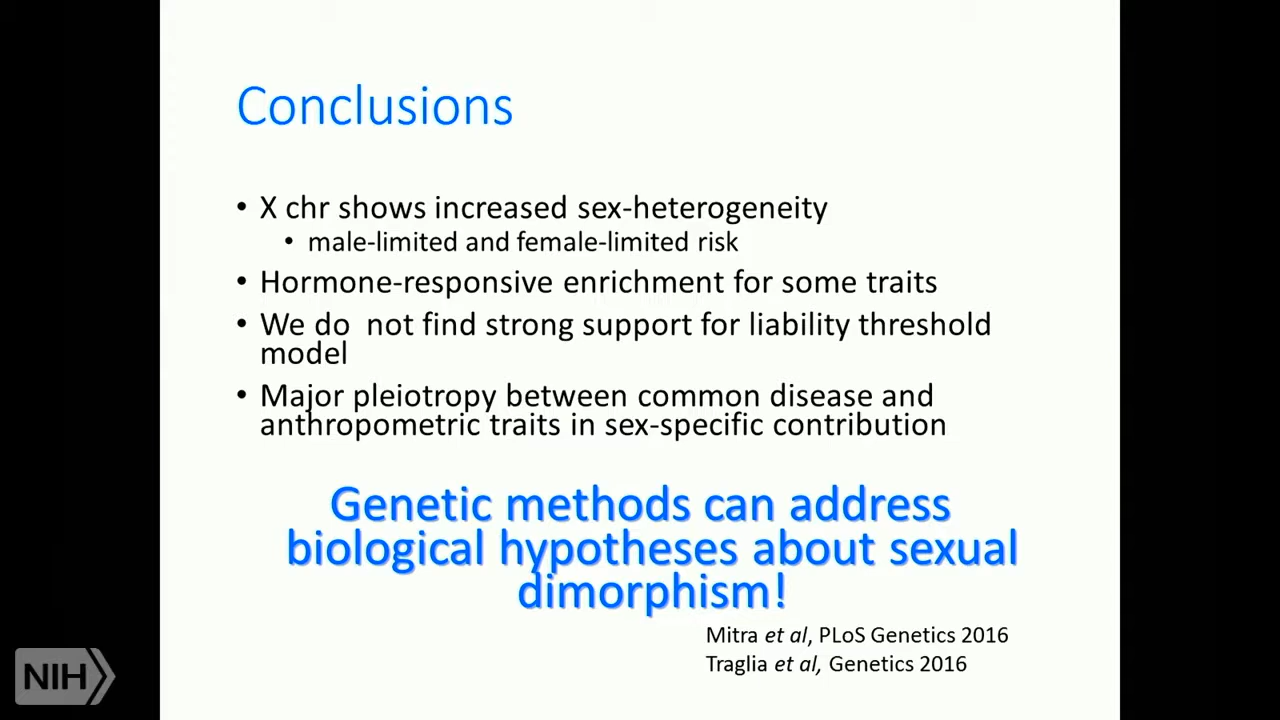 Conclusions
• X chr shows increased sex-heterogeneity
• male-limited and female-limited risk
• Hormone-responsive enrichment for some traits
• We do  not find strong support for liability threshold
model
• Major pleiotropy between common disease and
anthropometric traits in sex-specific contribution
Genetic methods can address
biological hypotheses about sexual
dimorphism!
Mitra et al, PLoS Genetics 2016
Traglia et al, Genetics 2016
NIH